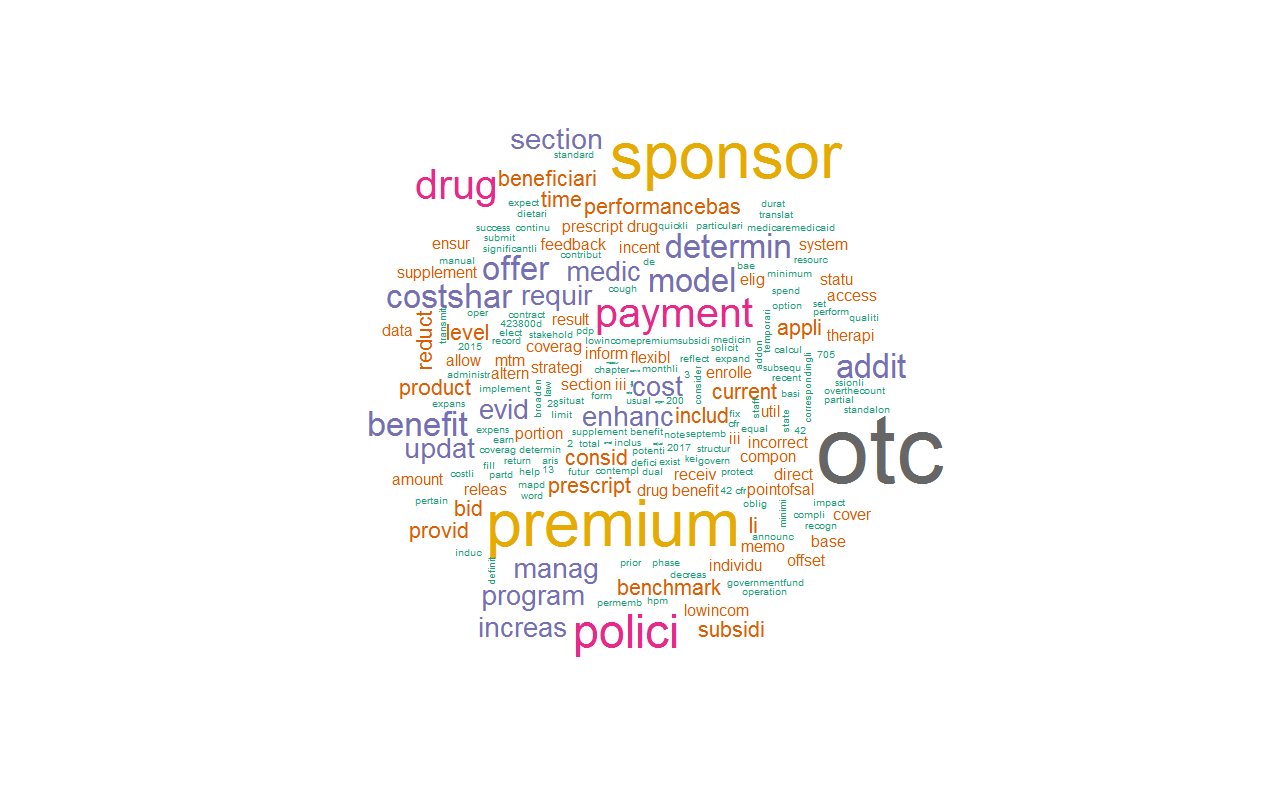 section
standard
sponsor
drug
beneficiari
time
expect
dietari
performancebas
durat
translat
success
continu
prescript drug
quickli
particulari
medicaremedicaid
ensur
submit
significantli
feedback
contribut
incent
determin
system
manual
supplement
offer
medic
de
bae
resourc
model
elig
minimum
statu
costshar
requir
cough
spend
access
oper
contract
result
payment
option
set
perform
qualiti
data
reduct
transmit
level
423800d
elect
record
stakehold
pdp
appli
therapi
temporari
2015
coverag
lowincomepremiumsubsidi
medicin
solicit
addon
calcul
705
allow
mtm
inform
flexibl
reflect
expand
correspondingli
addit
administr
altern
strategi
chapter
monthli
3
enrolle
subsequ
recent
product
implement
section iii
cost
consider
current
basi
ssionli
overthecount
partial
expans
broaden
law
28
situat
form
usual
200
staff
standalon
benefit
evid
limit
enhanc
includ
fix
cfr
util
state
otc
expens
earn
portion
supplement benefit
note
septemb
equal
42
updat
coverag determin
2
total
inclus
potenti
2017
structur
iii
incorrect
fill
return
aris
consid
defici
exist
kei
govern
compon
costli
partd
help
13
futur
contempl
dual
receiv
protect
direct
amount
releas
mapd
word
prescript
drug benefit
42 cfr
pointofsal
pertain
bid
premium
oblig
minimi
impact
compli
recogn
cover
provid
li
announc
memo
base
induc
definit
manag
prior
phase
decreas
individu
offset
program
benchmark
governmentfund
operation
permemb
hpm
lowincom
increas
polici
subsidi